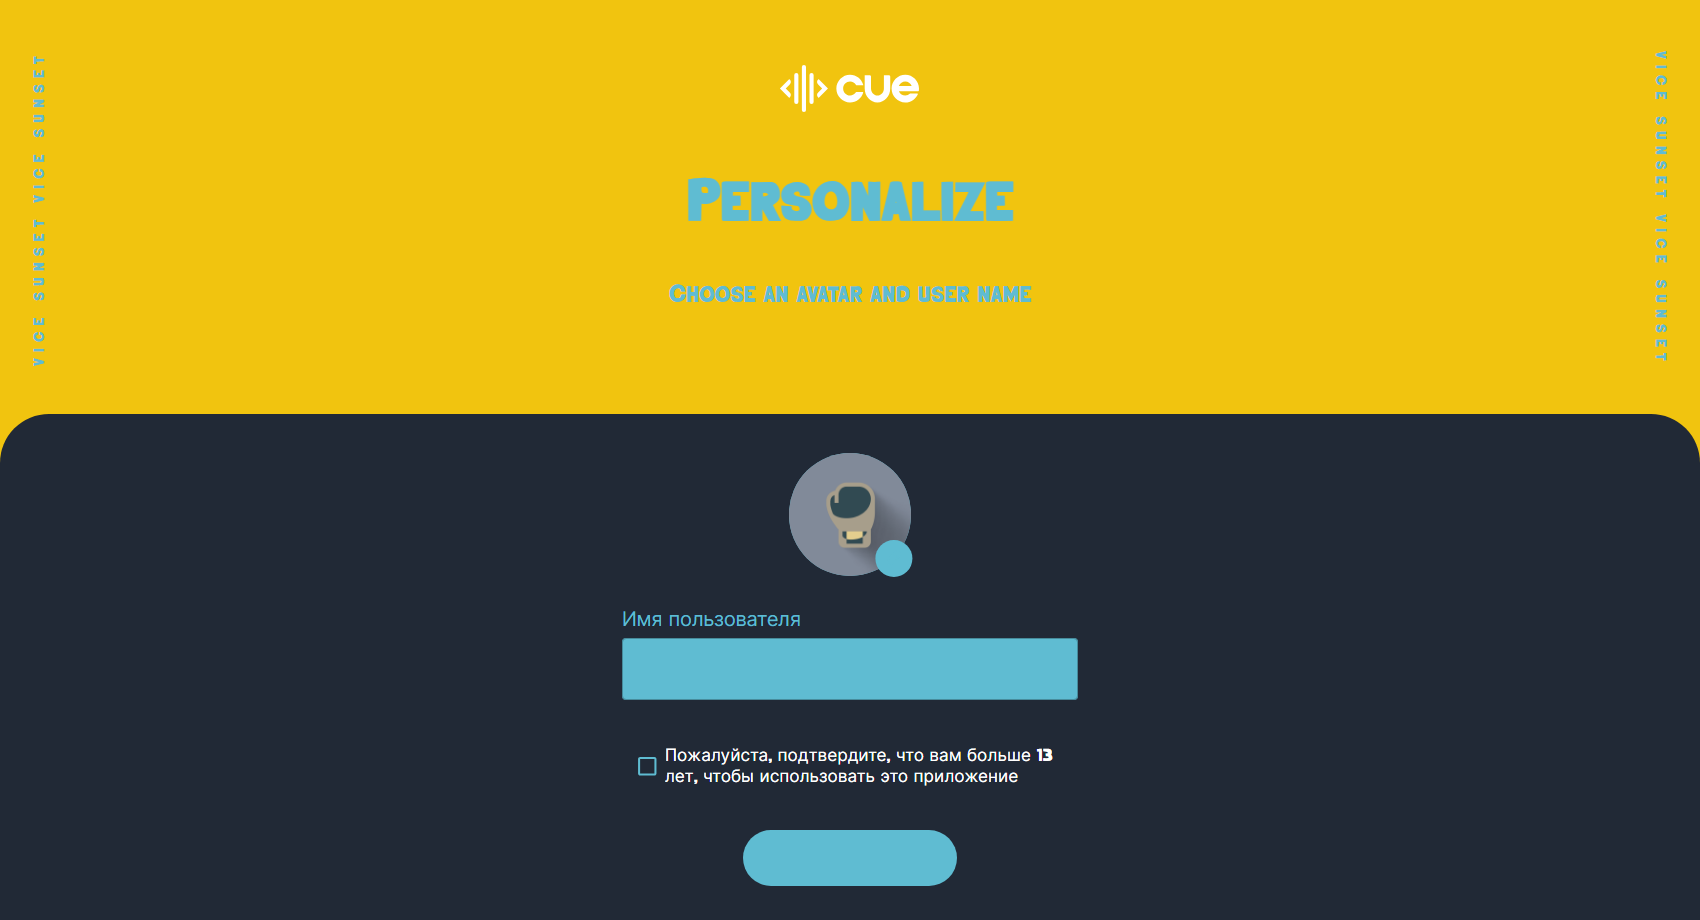 cue
PERSONALIZE
CHOOSE AN AVATAR AND USER NAME
VICE SUNSET VICE SUNSET
VICE SUNSET VICE SUNSET
Имя пользователя
Пожалуйста, подтвердите, что вам больше 13
лет, чтобы использовать это приложение